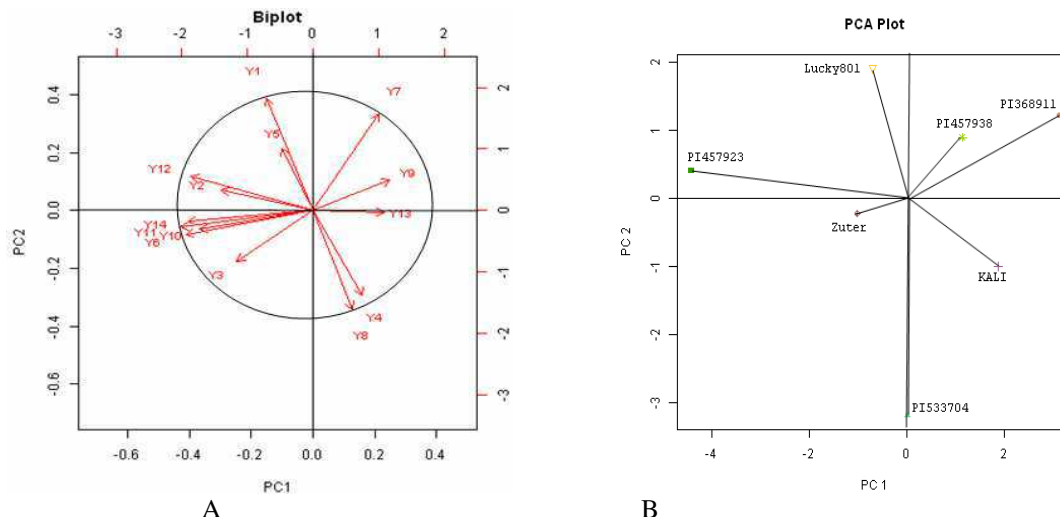 Biplot
-3 -2 -1 0 1 2
PC2
0.4
0.2
0.0
-0.2
-0.4
-0.6
Y1
Y7
Y5
Y12
Y2
Y9
Y13
Y14
Y11 Y10
Y6
Y3
Y4
Y8
2
1
0
-1
-2
-3
-0.6 -0.4 -0.2 0.0 0.2 0.4
PC1
A
PCA Plot
PC 2
2
1
0
-1
-2
-3
Lucky801
PI368911
PI457938
PI457923
Zuter
KALI
PI533704
-4 -2 0 2
PC 1
B